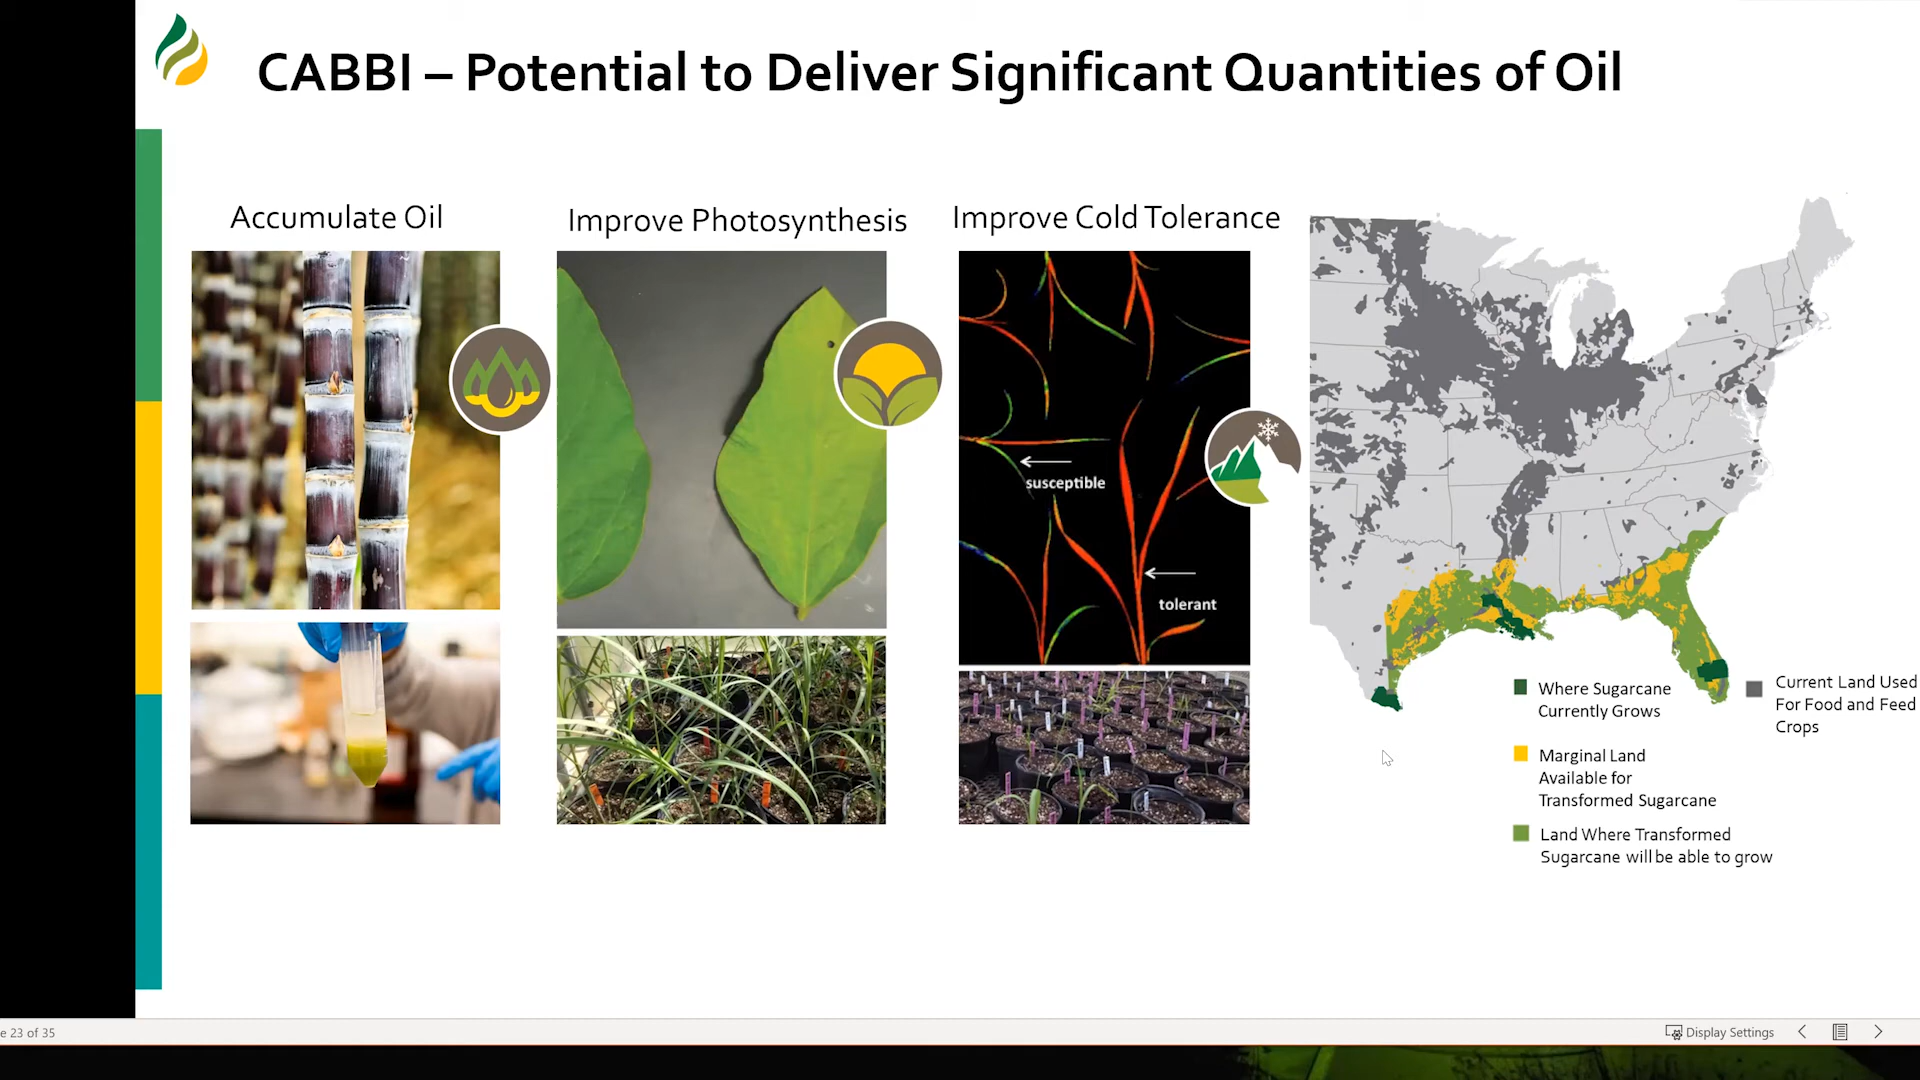 CABBI – Potential to Deliver Significant Quantities of Oil
Accumulate Oil
Improve Photosynthesis
Improve Cold Tolerance
susceptible
tolerant
Where Sugarcane
Currently Grows
Marginal Land
Available for
Transformed Sugarcane
Land Where Transformed
Sugarcane will be able to grow
Current Land Used
For Food and Feed
Crops
e 23 of 35
Display Settings